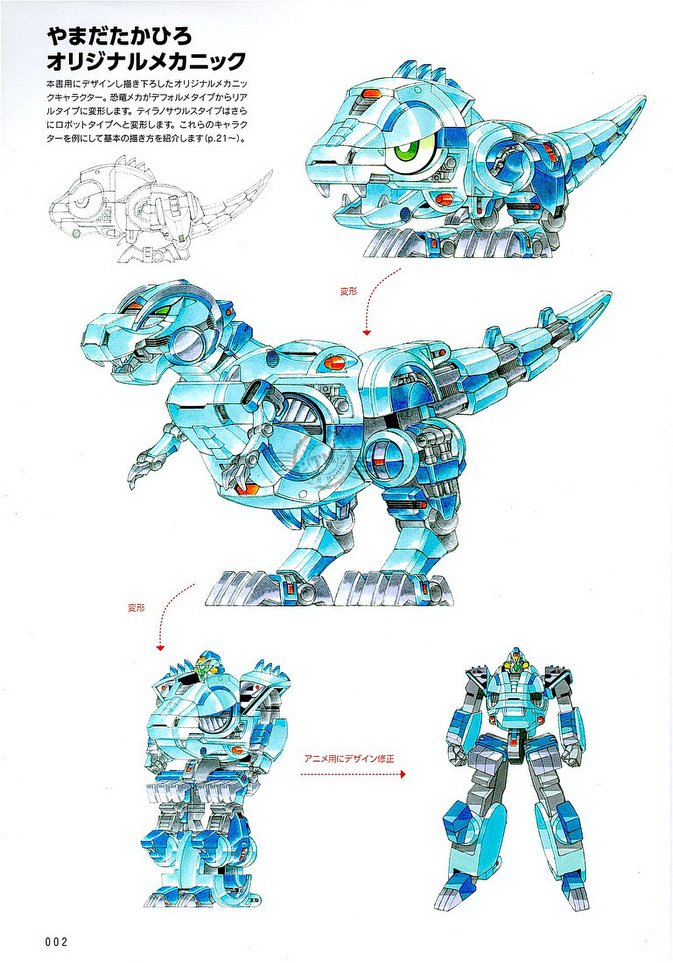 やまだたかひろ
オリジナルメカニック
本書用にデザインし描き下ろしたオリジナルメカニッ
クキャラクター。恐竜メカがデフォルメタイプからリア
ルタイプに変形します。ティラノサウルスタイプはさら
にロボットタイプへと変形します。これらのキャラク
ターを例にして基本の描き方を紹介します(p.21〜)。
変形
変形
アニメ用にデザイン修正
002